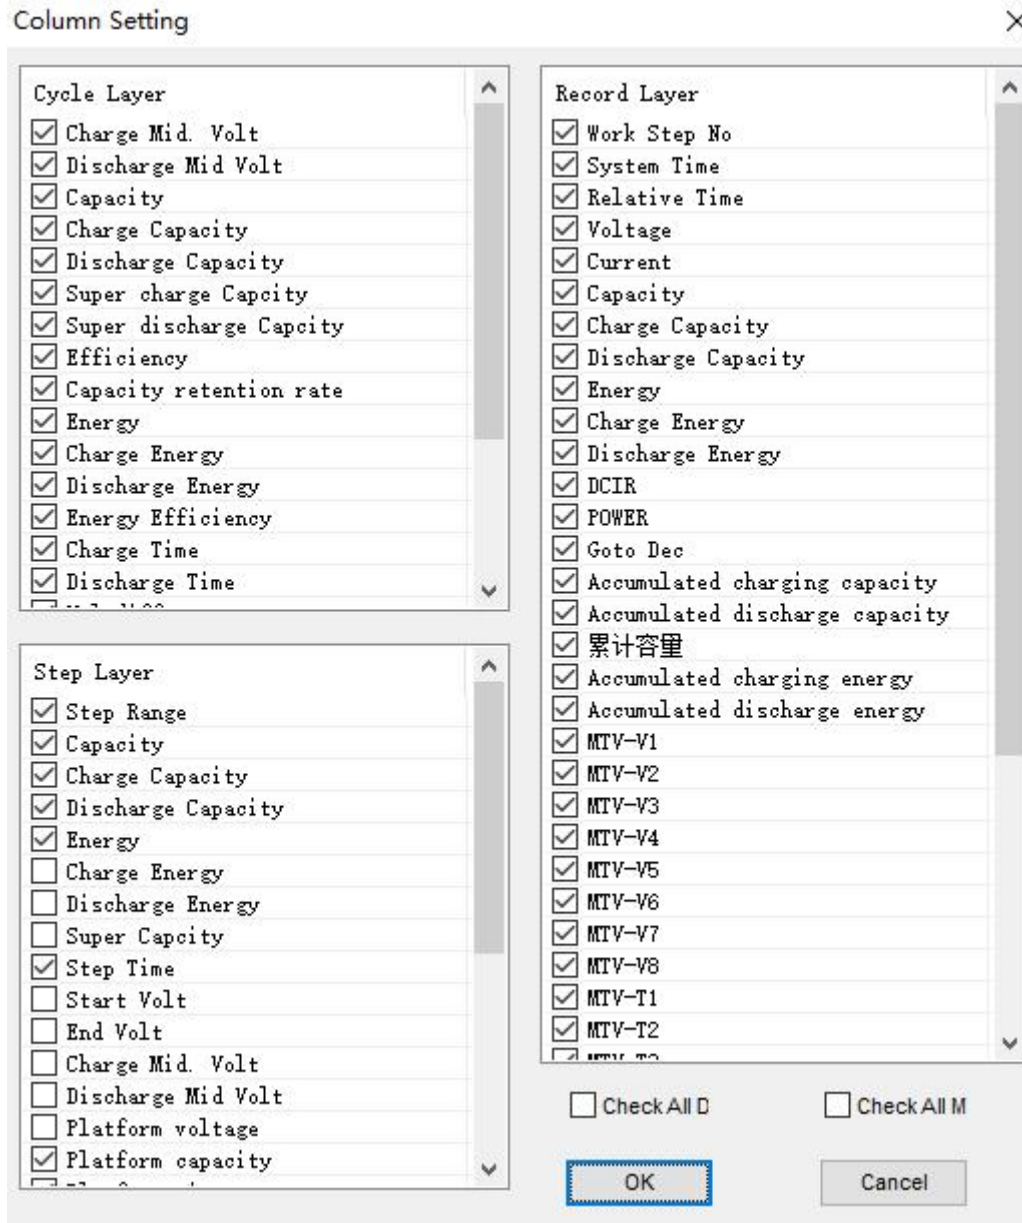 Column Setting
Cycle Layer
Charge Mid. Volt
Discharge Mid Volt
Capacity
Charge Capacity
Discharge Capacity
Super charge Capcity
Super discharge Capcity
Efficiency
Capacity retention rate
Energy
Charge Energy
Discharge Energy
Energy Efficiency
Charge Time
Discharge Time
Step Layer
Step Range
Capacity
Charge Capacity
Discharge Capacity
Energy
Charge Energy
Discharge Energy
Super Capcity
Step Time
Start Volt
End Volt
Charge Mid. Volt
Discharge Mid Volt
Platform voltage
Platform capacity
Record Layer
Work Step No
System Time
Relative Time
Voltage
Current
Capacity
Charge Capacity
Discharge Capacity
Energy
Charge Energy
Discharge Energy
DCIR
POWER
Goto Dec
Accumulated charging capacity
Accumulated discharge capacity
累计容量
Accumulated charging energy
Accumulated discharge energy
MTV-V1
MTV-V2
MTV-V3
MTV-V4
MTV-V5
MTV-V6
MTV-V7
MTV-V8
MTV-T1
MTV-T2
Check All D
Check All M
OK
Cancel